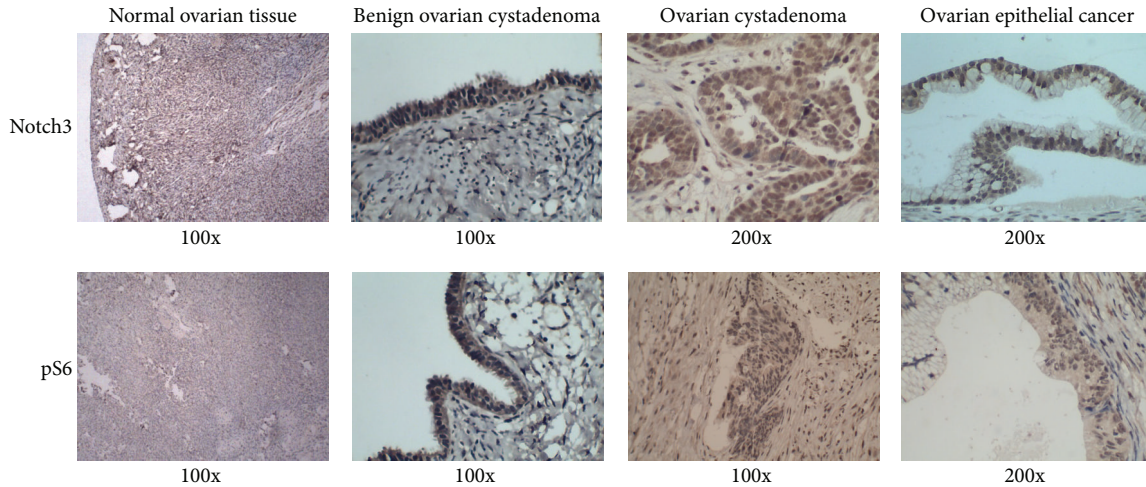 Normal ovarian tissue Benign ovarian cystadenoma Ovarian cystadenoma Ovarian epithelial cancer
Notch3
100x 100x 200x 200x
pS6
100x 100x 100x 200x